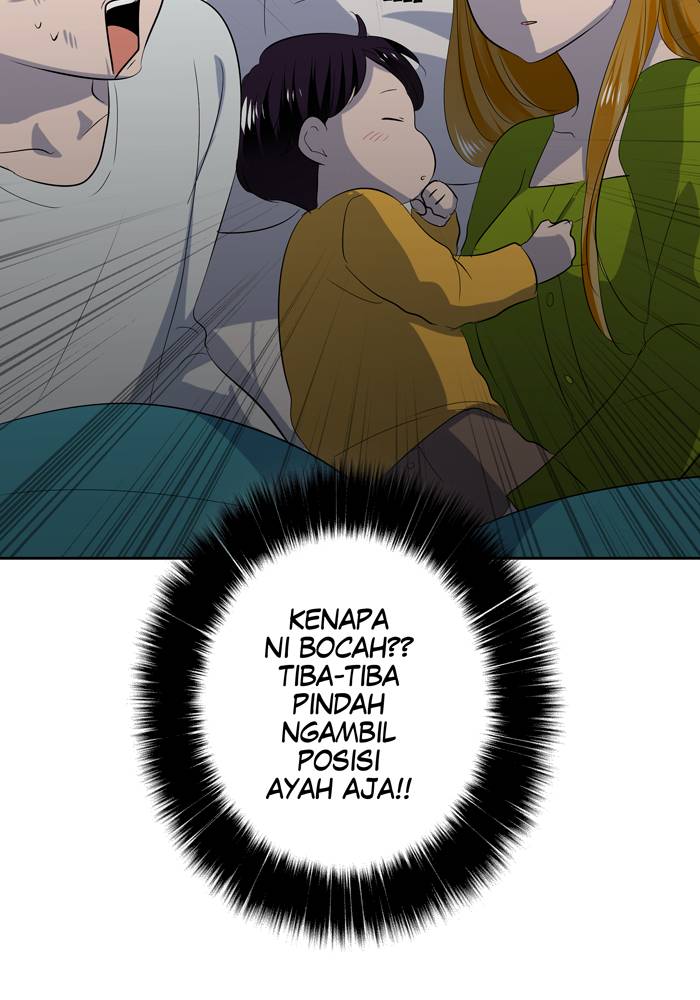 KENAPA
NI BOCAH??
TIBA-TIBA
PINDAH
NGAMBIL
POSISI
AYAH AJA!!